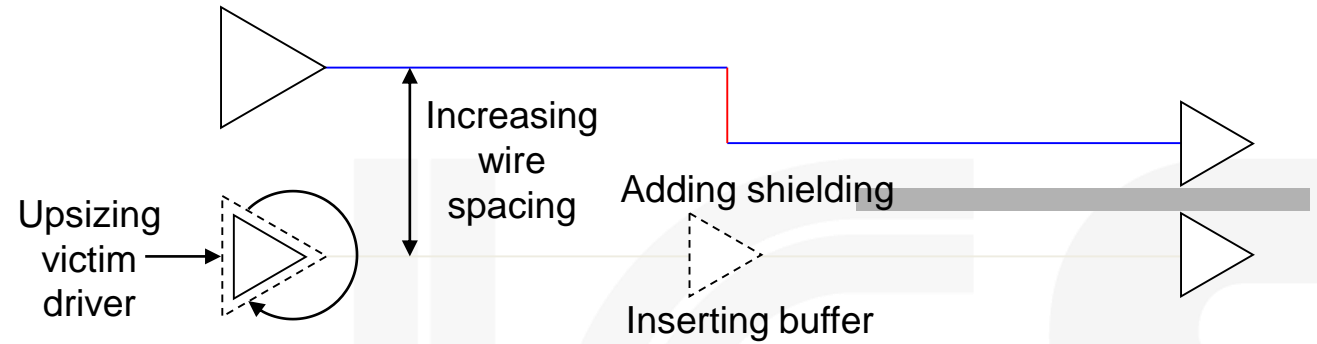 Increasing
wire
spacing
Adding shielding
Upsizing
victim
driver
Inserting buffer